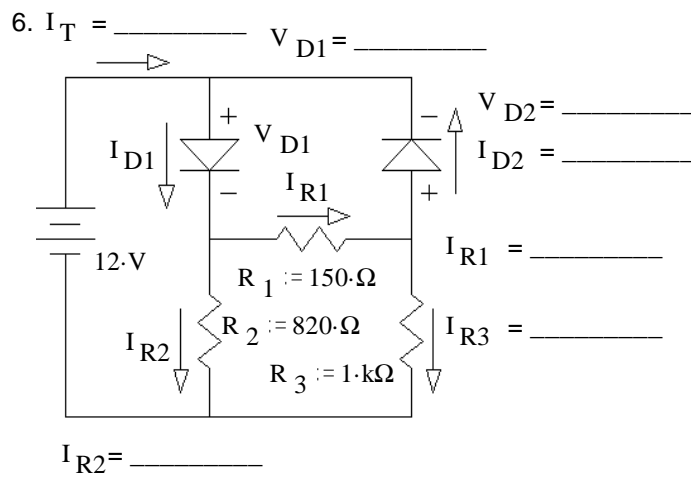 6. I T = _________ V D1 = _________
V D2 = _________
+ V D1 −
I D1
−
I D2 = _________
+
I R1
12·V
R 1 := 150·Ω
I R1 = _________
I R2
R 2 := 820·Ω
I R3 = _________
R 3 := 1·kΩ
I R2 = _________